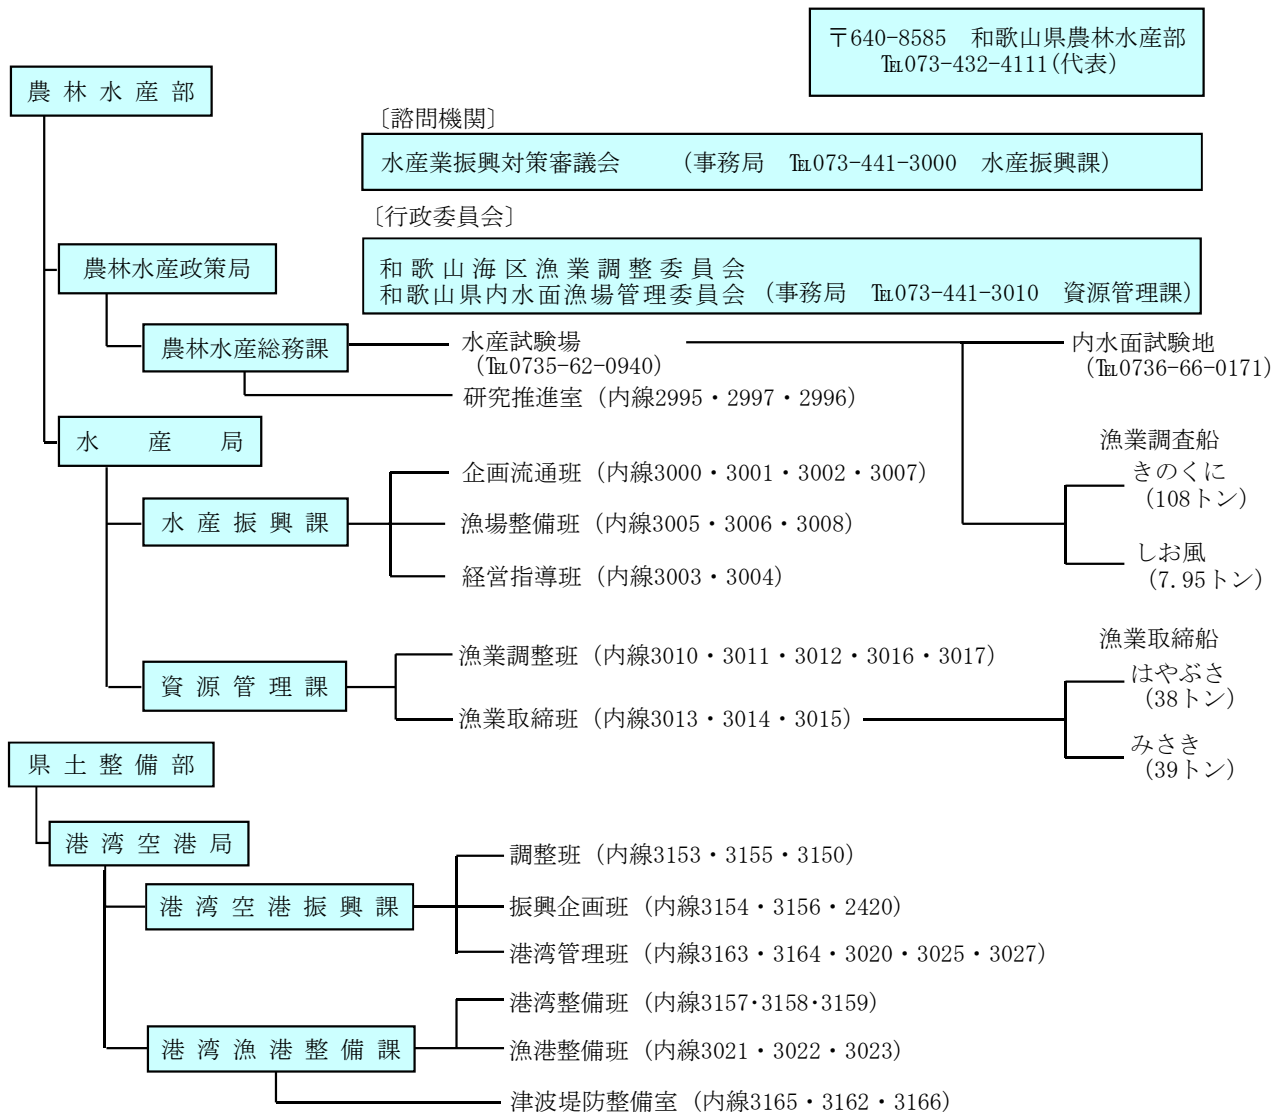 〒640-8585　和歌山県農林水産部
℡073-432-4111(代表)
農林水産部
〔諮問機関〕
水産業振興対策審議会　　（事務局　℡073-441-3000　水産振興課）
〔行政委員会〕
農林水産政策局
和歌山海区漁業調整委員会
和歌山県内水面漁場管理委員会（事務局　℡073-441-3010　資源管理課）
農林水産総務課
水産試験場
（℡0735-62-0940）
内水面試験地
（℡0736-66-0171）
研究推進室（内線2995・2997・2996）
水産局
漁業調査船
きのくに
（108トン）
しお風
（7.95トン）
企画流通班（内線3000・3001・3002・3007）
水産振興課
漁場整備班（内線3005・3006・3008）
経営指導班（内線3003・3004）
漁業調整班（内線3010・3011・3012・3016・3017）
資源管理課
漁業取締班（内線3013・3014・3015）
漁業取締船
はやぶさ
（38トン）
みさき
（39トン）
県土整備部
港湾空港局
調整班（内線3153・3155・3150）
港湾空港振興課
振興企画班（内線3154・3156・2420）
港湾管理班（内線3163・3164・3020・3025・3027）
港湾整備班（内線3157･3158･3159）
港湾漁港整備課
漁港整備班（内線3021・3022・3023）
津波堤防整備室（内線3165・3162・3166）